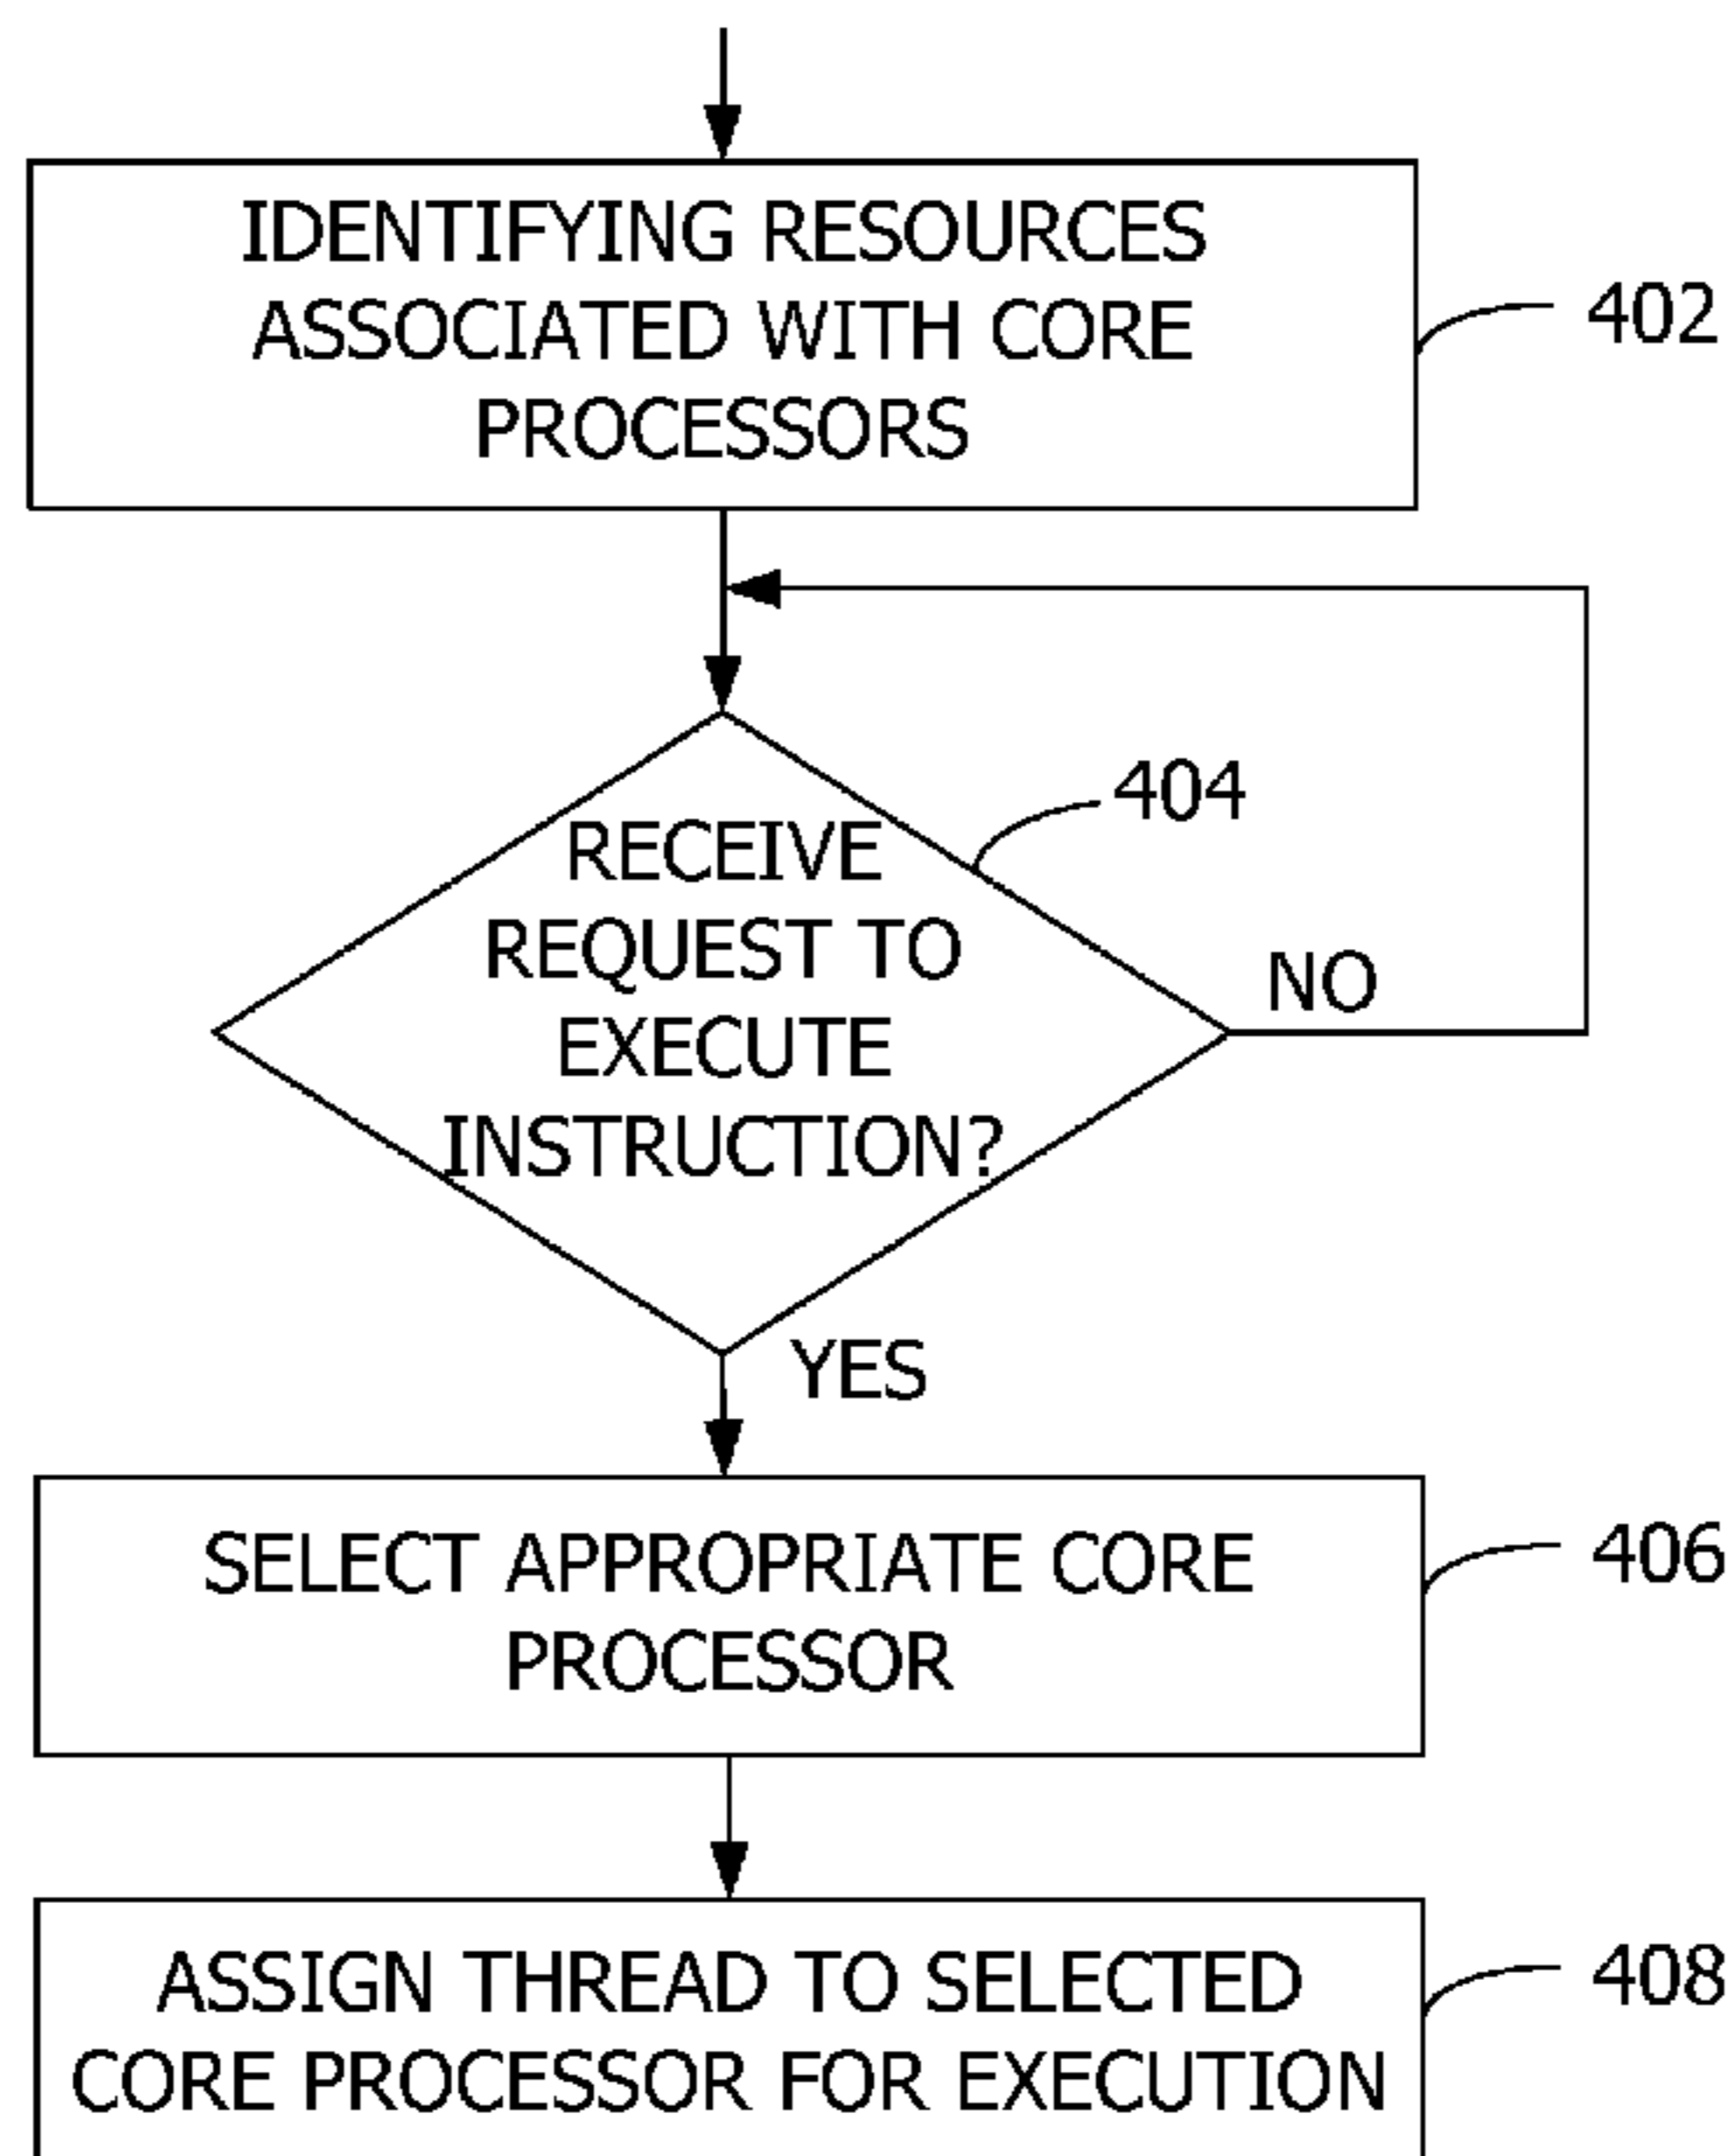 IDENTIFYING RESOURCES
ASSOCIATED WITH CORE
PROCESSORS
402
404
RECEIVE
REQUEST TO
EXECUTE
INSTRUCTION?
NO
YES
SELECT APPROPRIATE CORE
PROCESSOR
406
ASSIGN THREAD TO SELECTED
CORE PROCESSOR FOR EXECUTION
408